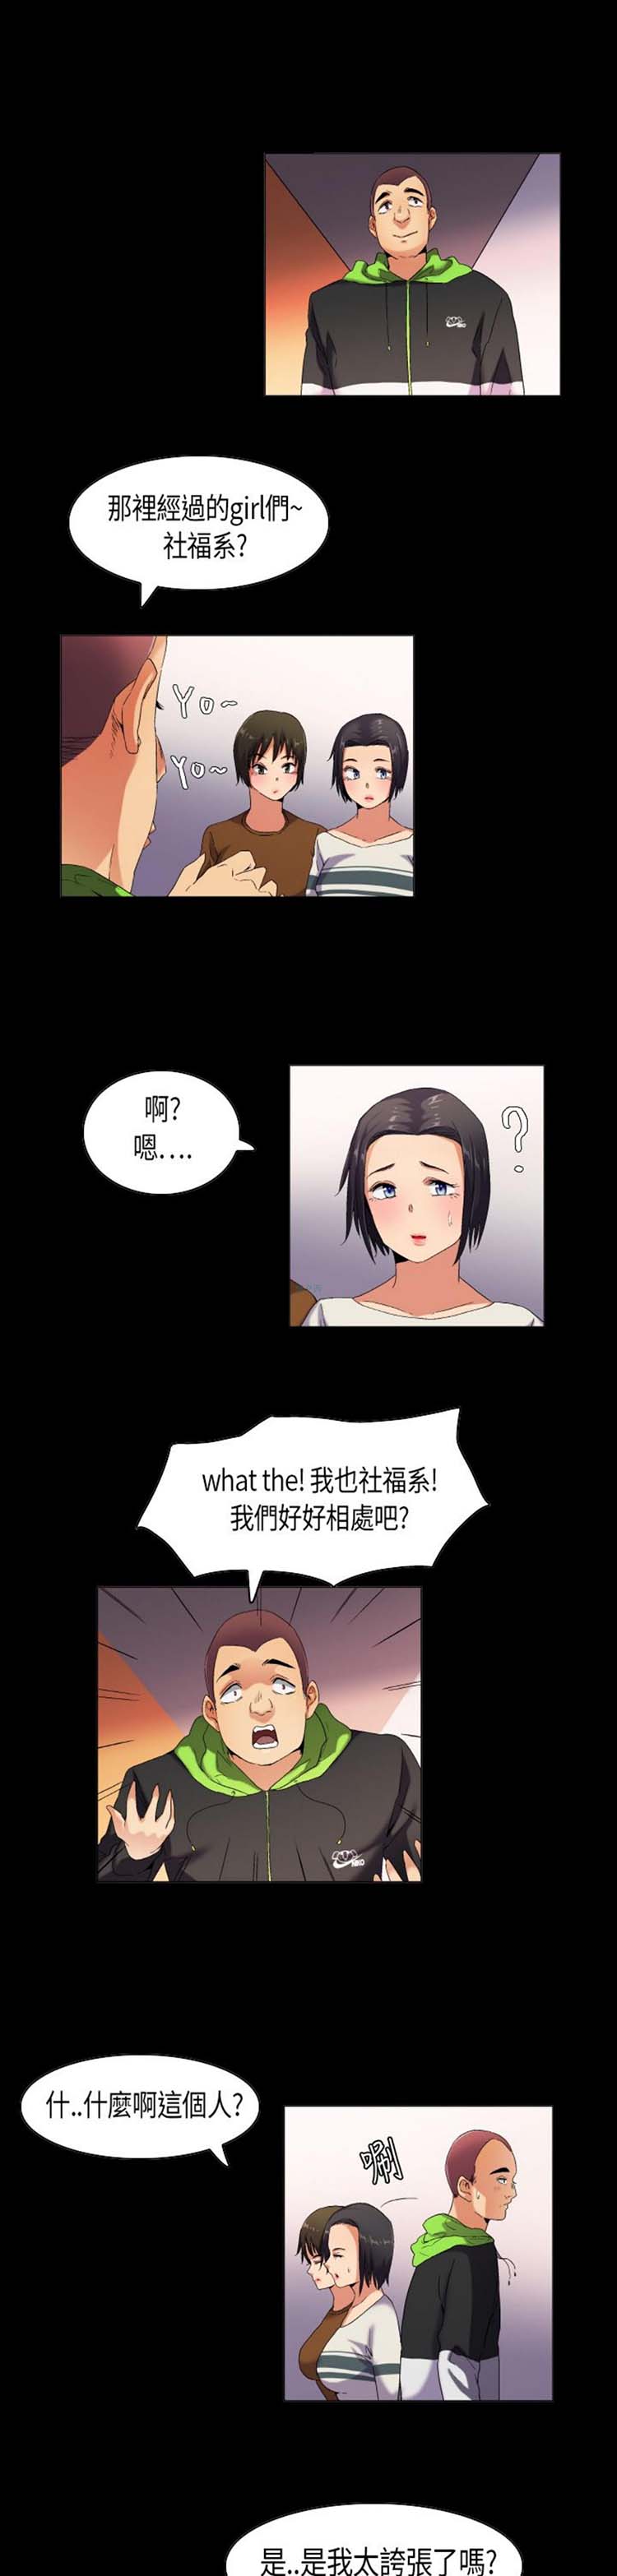 那裡經過的girl們~
社福系?
Yo~
Yo~
啊?
嗯....
?
what the! 我也社福系!
我們好好相處吧?
NIKO
什..什麼啊這個人?
唰
是..是我太誇張了嗎?